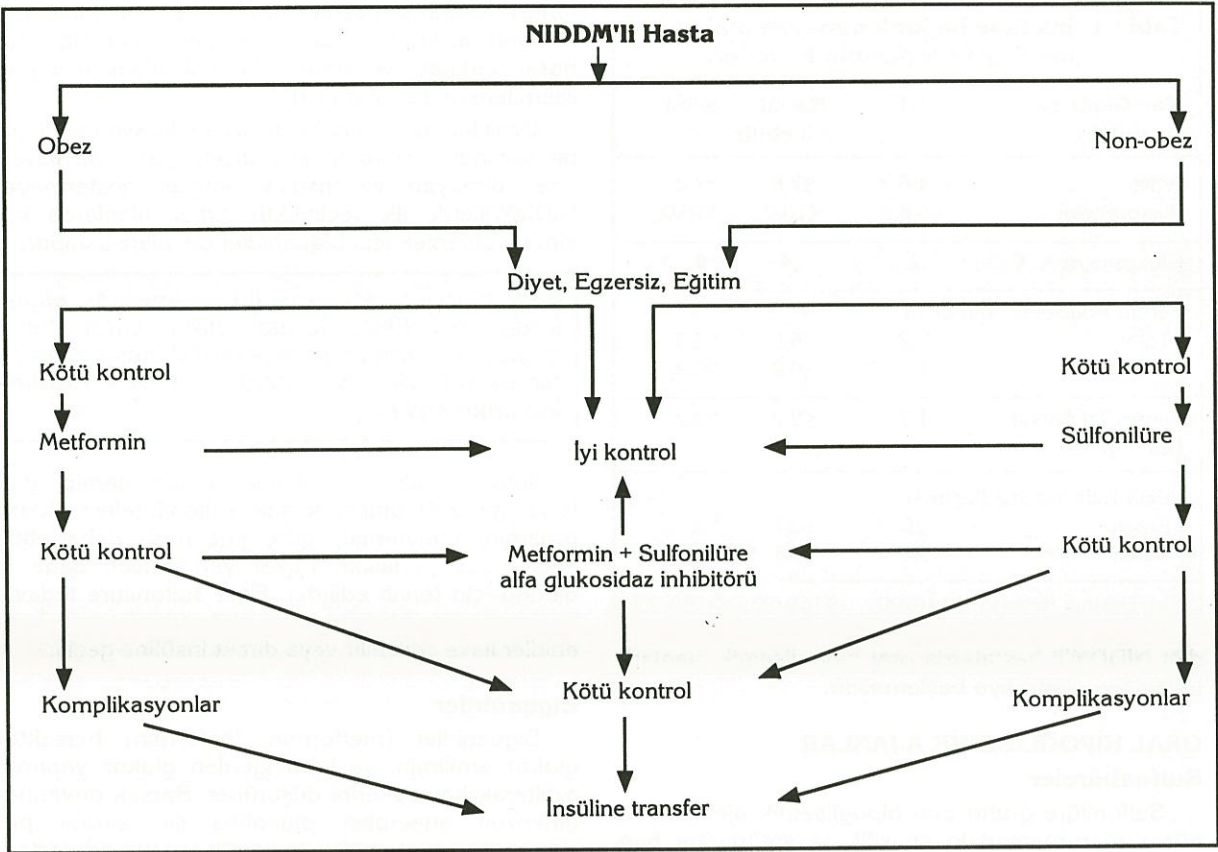 NIDDM'li Hasta
Obez
Non-obez
Diyet, Egzersiz, Eğitim
Kötü kontrol
Kötü kontrol
Metformin
İyi kontrol
Sülfonilüre
Kötü kontrol
Metformin + Sulfonilüre
alfa glukosidaz inhibitörü
Kötü kontrol
Kötü kontrol
Komplikasyonlar
Komplikasyonlar
Insüline transfer